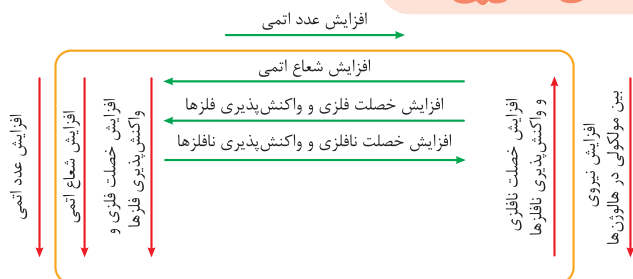 افزایش عدد اتمی
افزایش شعاع اتمی
افزایش خصلت فلزی و واکنش‌پذیری فلزها
افزایش خصلت نافلزی و واکنش‌پذیری نافلزها
بین مولکولی در هالوژن‌ها
افزایش نیروی
افزایش خصلت نافلزی
و واکنش‌پذیری نافلزها
افزایش خصلت فلزی و
واکنش‌پذیری فلزها
افزایش شعاع اتمی
افزایش عدد اتمی